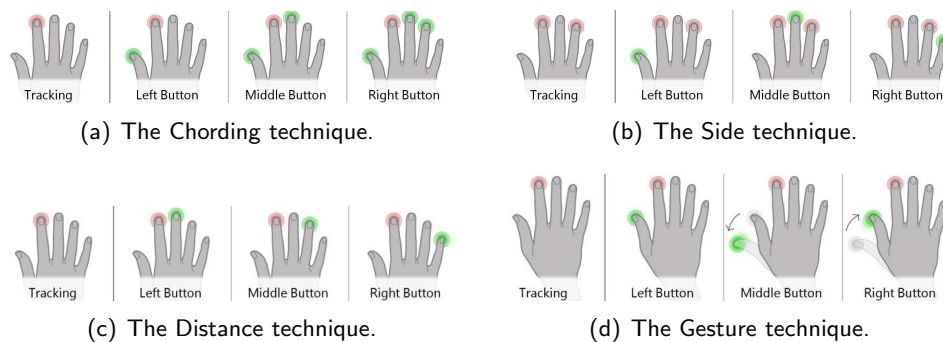 Tracking Left Button Middle Button Right Button
(a) The Chording technique.
Tracking Left Button Middle Button Right Button
(b) The Side technique.
Tracking Left Button Middle Button Right Button
(c) The Distance technique.
Tracking Left Button Middle Button Right Button
(d) The Gesture technique.